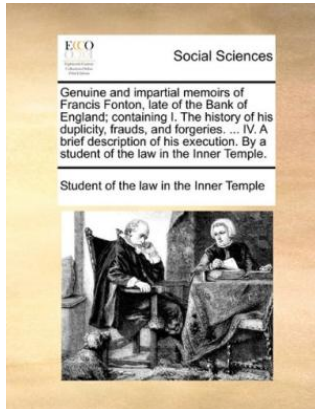 ECCO
Social Sciences
Genuine and impartial memoirs of
Francis Fonton, late of the Bank of
England; containing I. The history of his
duplicity, frauds, and forgeries. ... IV. A
brief description of his execution. By a
student of the law in the Inner Temple.
Student of the law in the Inner Temple